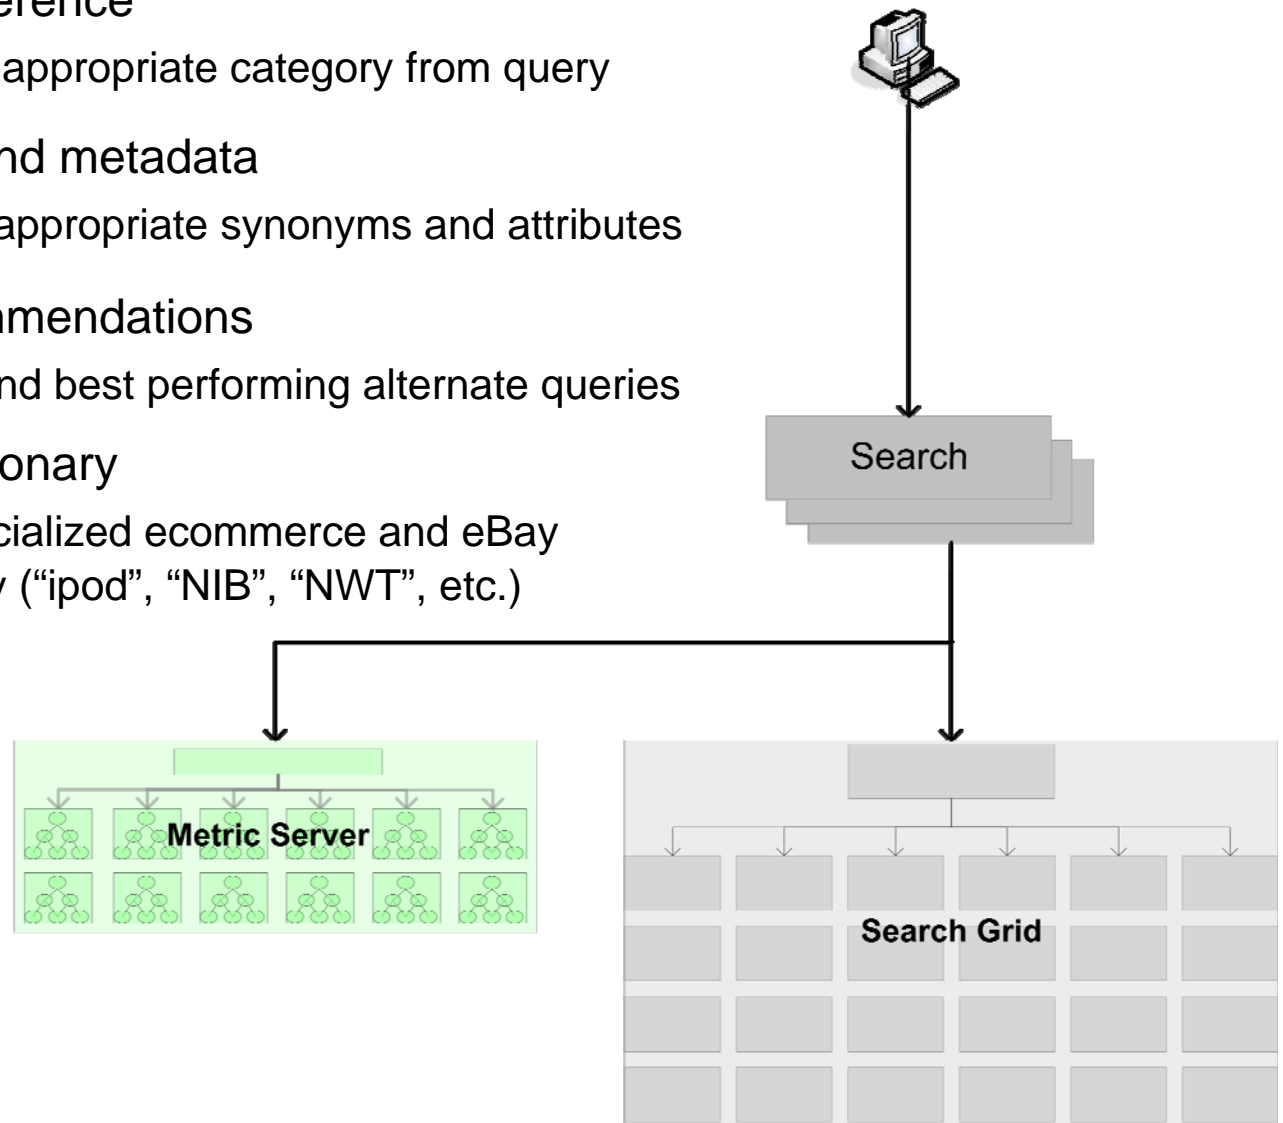 erence
appropriate category from query
nd metadata
appropriate synonyms and attributes
mmendations
nd best performing alternate queries
onary
cialized ecommerce and eBay
y (“ipod”, “NIB”, “NWT”, etc.)
Search
Metric Server
Search Grid